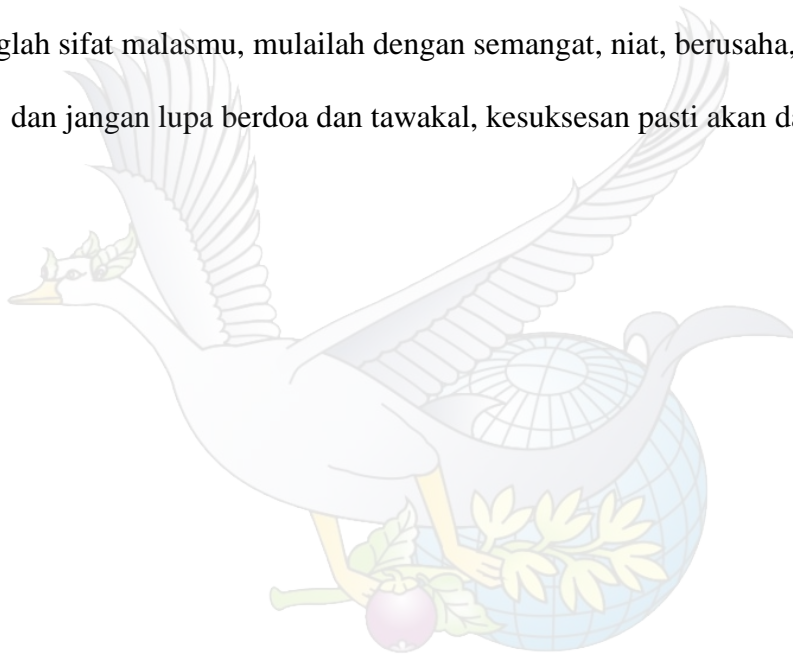 glah sifat malasmu, mulailah dengan semangat, niat, berusaha,
dan jangan lupa berdoa dan tawakal, kesuksesan pasti akan da